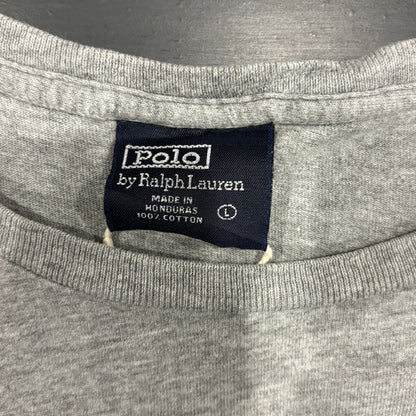 Polo
by Ralph Lauren
MADE IN
HONDURAS
100% COTTON
L